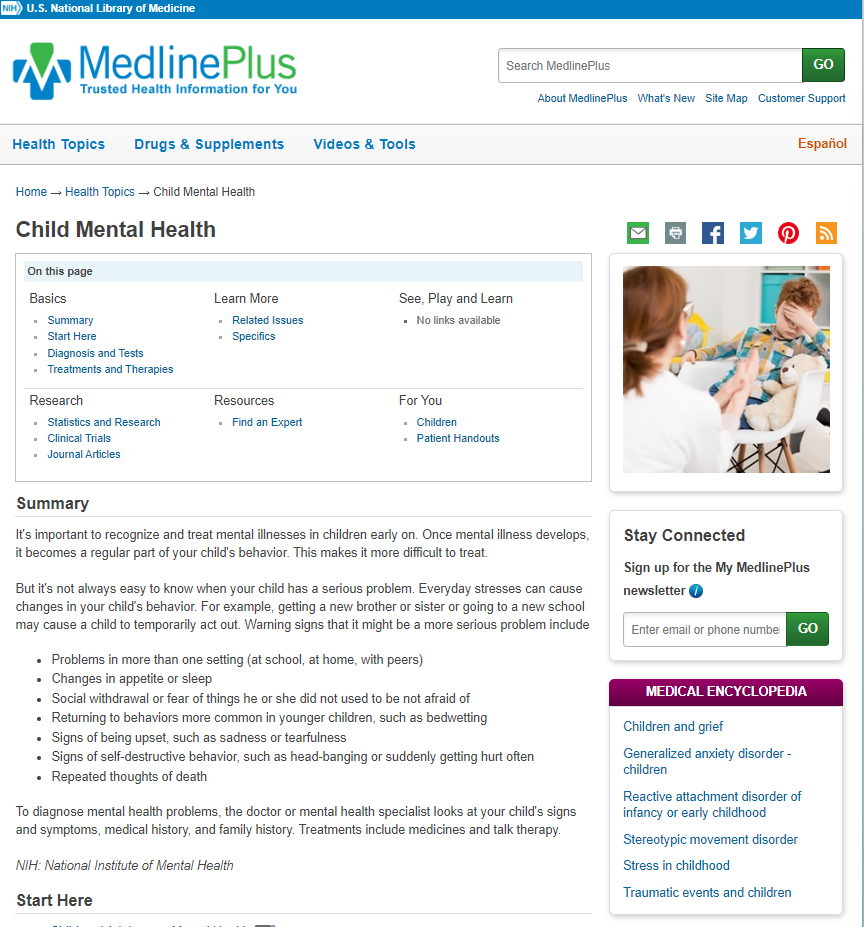 NIH U.S. National Library of Medicine
MedlinePlus
Trusted Health Information for You
Search MedlinePlus
GO
About MedlinePlus What's New Site Map Customer Support
Health Topics Drugs & Supplements Videos & Tools Español
Home → Health Topics → Child Mental Health
Child Mental Health
On this page
Basics
Summary
Start Here
Diagnosis and Tests
Treatments and Therapies
Learn More
Related Issues
Specifics
See, Play and Learn
No links available
Research
Statistics and Research
Clinical Trials
Journal Articles
Resources
Find an Expert
For You
Children
Patient Handouts
Summary
It's important to recognize and treat mental illnesses in children early on. Once mental illness develops,
it becomes a regular part of your child's behavior. This makes it more difficult to treat.
But it's not always easy to know when your child has a serious problem. Everyday stresses can cause
changes in your child's behavior. For example, getting a new brother or sister or going to a new school
may cause a child to temporarily act out. Warning signs that it might be a more serious problem include
Problems in more than one setting (at school, at home, with peers)
Changes in appetite or sleep
Social withdrawal or fear of things he or she did not used to be not afraid of
Returning to behaviors more common in younger children, such as bedwetting
Signs of being upset, such as sadness or tearfulness
Signs of self-destructive behavior, such as head-banging or suddenly getting hurt often
Repeated thoughts of death
To diagnose mental health problems, the doctor or mental health specialist looks at your child's signs
and symptoms, medical history, and family history. Treatments include medicines and talk therapy.
NIH: National Institute of Mental Health
Start Here
Stay Connected
Sign up for the My MedlinePlus
newsletter
Enter email or phone numbe
GO
MEDICAL ENCYCLOPEDIA
Children and grief
Generalized anxiety disorder -
children
Reactive attachment disorder of
infancy or early childhood
Stereotypic movement disorder
Stress in childhood
Traumatic events and children